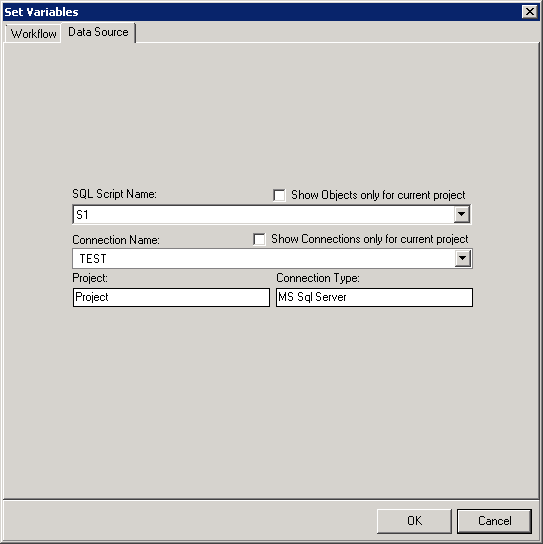 Set Variables
Workflow Data Source
SQL Script Name: Show Objects only for current project
S1
Connection Name: Show Connections only for current project
TEST
Project: Connection Type:
Project MS Sql Server
OK Cancel